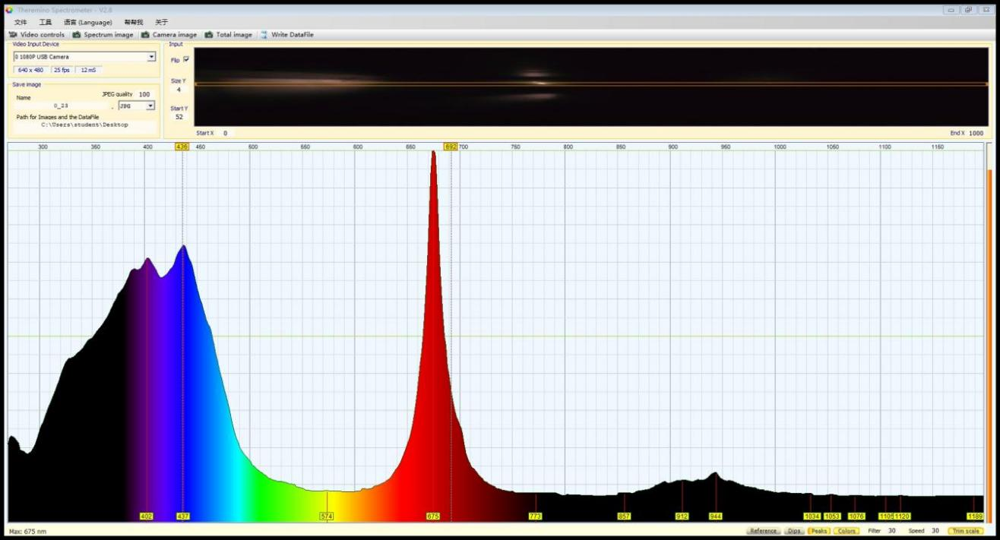 Theremino Spectrometer - V2.8
文件 工具 语言 (Language) 帮帮我 关于
Video controls Spectrum image Camera image Total image Write DataFile
Video Input Device
0 1080P USB Camera
640 x 480 25 fps 12 mS
Save image
JPEG quality 100
Name
0_23 . JPG
Path for Images and the DataFile
C:\Users\student\Desktop
Input
Flip
Size Y
4
Start Y
52
Start X 0
End X 1000
300 350 400 436 450 500 550 600 650 692 700 750 800 850 900 950 1000 1050 1100 1150
402 437 574 675 773 857 912 944 1034 1053 1076 1105 1120 1189
Max: 675 nm
Reference Dips Peaks Colors Filter 30 Speed 30 Trim scale